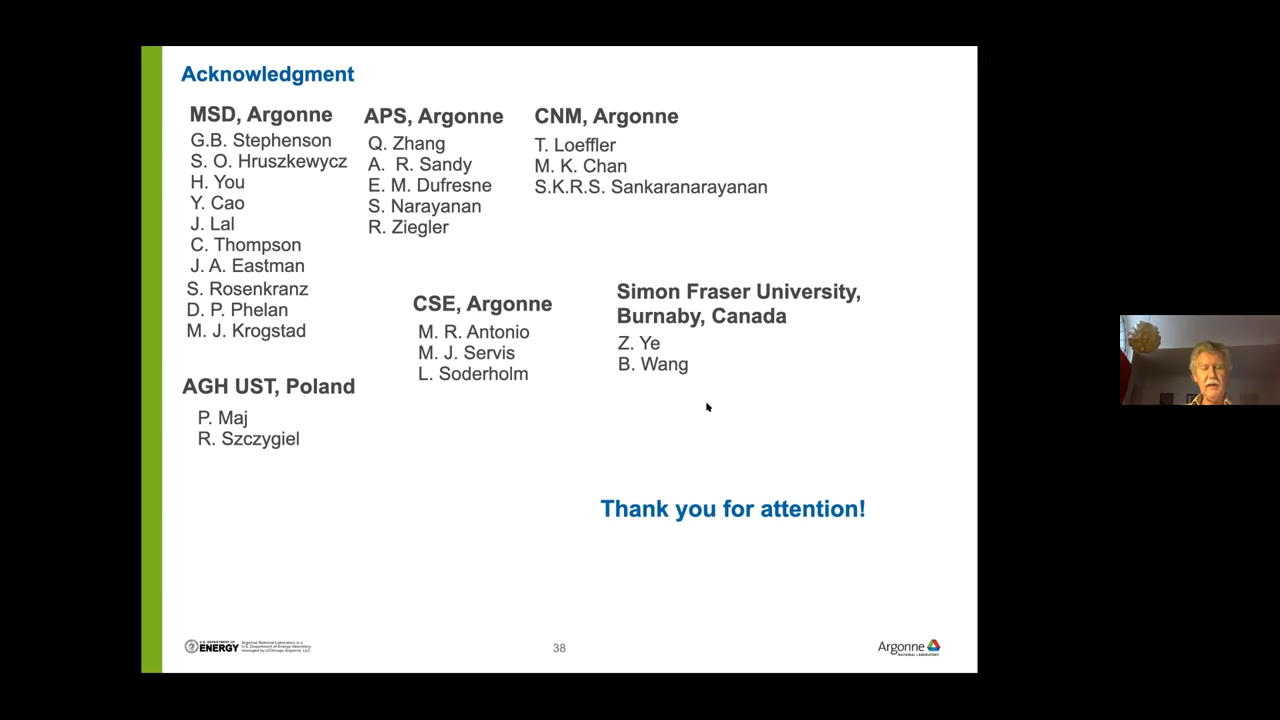 Acknowledgment
MSD, Argonne
G.B. Stephenson
S. O. Hruszkewycz
H. You
Y. Cao
J. Lal
C. Thompson
J. A. Eastman
S. Rosenkranz
D. P. Phelan
M. J. Krogstad
APS, Argonne
Q. Zhang
A. R. Sandy
E. M. Dufresne
S. Narayanan
R. Ziegler
CNM, Argonne
T. Loeffler
M. K. Chan
S.K.R.S. Sankaranarayanan
CSE, Argonne
M. R. Antonio
M. J. Servis
L. Soderholm
Simon Fraser University,
Burnaby, Canada
Z. Ye
B. Wang
AGH UST, Poland
P. Maj
R. Szczygiel
Thank you for attention!
U.S. DEPARTMENT OF
ENERGY
Argonne National Laboratory is a
U.S. Department of Energy laboratory
managed by UChicago Argonne, LLC.
38
Argonne
NATIONAL LABORATORY